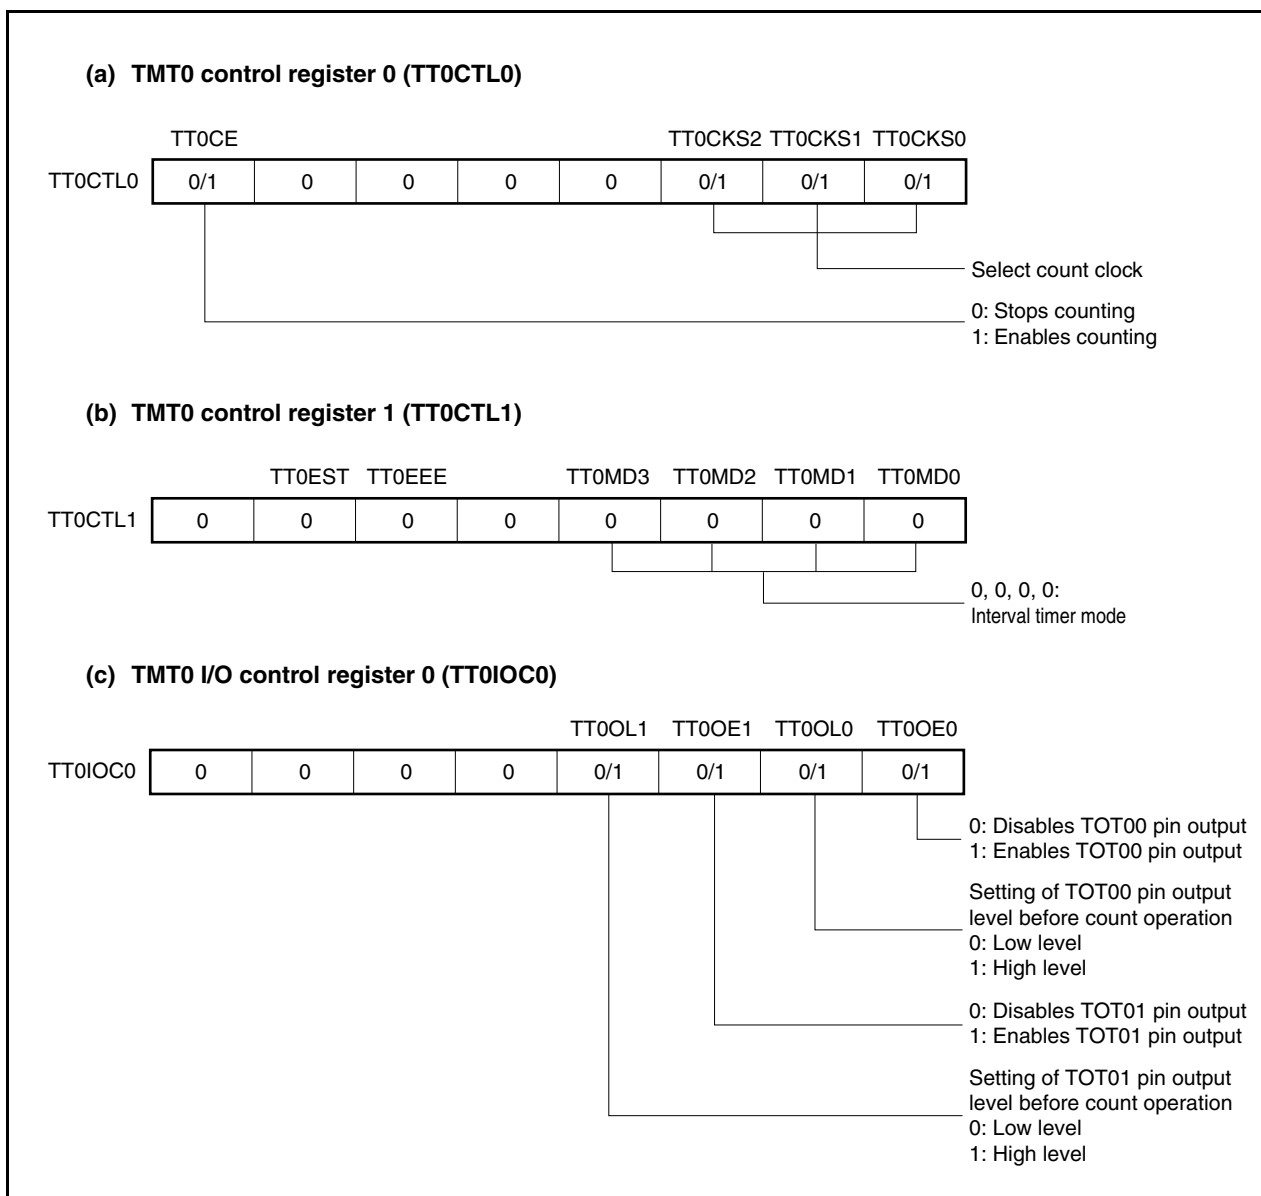 (a) TMT0 control register 0 (TT0CTL0)
TT0CE TT0CKS2 TT0CKS1 TT0CKS0
TT0CTL0 0/1 0 0 0 0 0/1 0/1 0/1
Select count clock
0: Stops counting
1: Enables counting
(b) TMT0 control register 1 (TT0CTL1)
TT0EST TT0EEE TT0MD3 TT0MD2 TT0MD1 TT0MD0
TT0CTL1 0 0 0 0 0 0 0 0
0, 0, 0, 0:
Interval timer mode
(c) TMT0 I/O control register 0 (TT0IOC0)
TT0OL1 TT0OE1 TT0OL0 TT0OE0
TT0IOC0 0 0 0 0 0/1 0/1 0/1 0/1
0: Disables TOT00 pin output
1: Enables TOT00 pin output
Setting of TOT00 pin output
level before count operation
0: Low level
1: High level
0: Disables TOT01 pin output
1: Enables TOT01 pin output
Setting of TOT01 pin output
level before count operation
0: Low level
1: High level